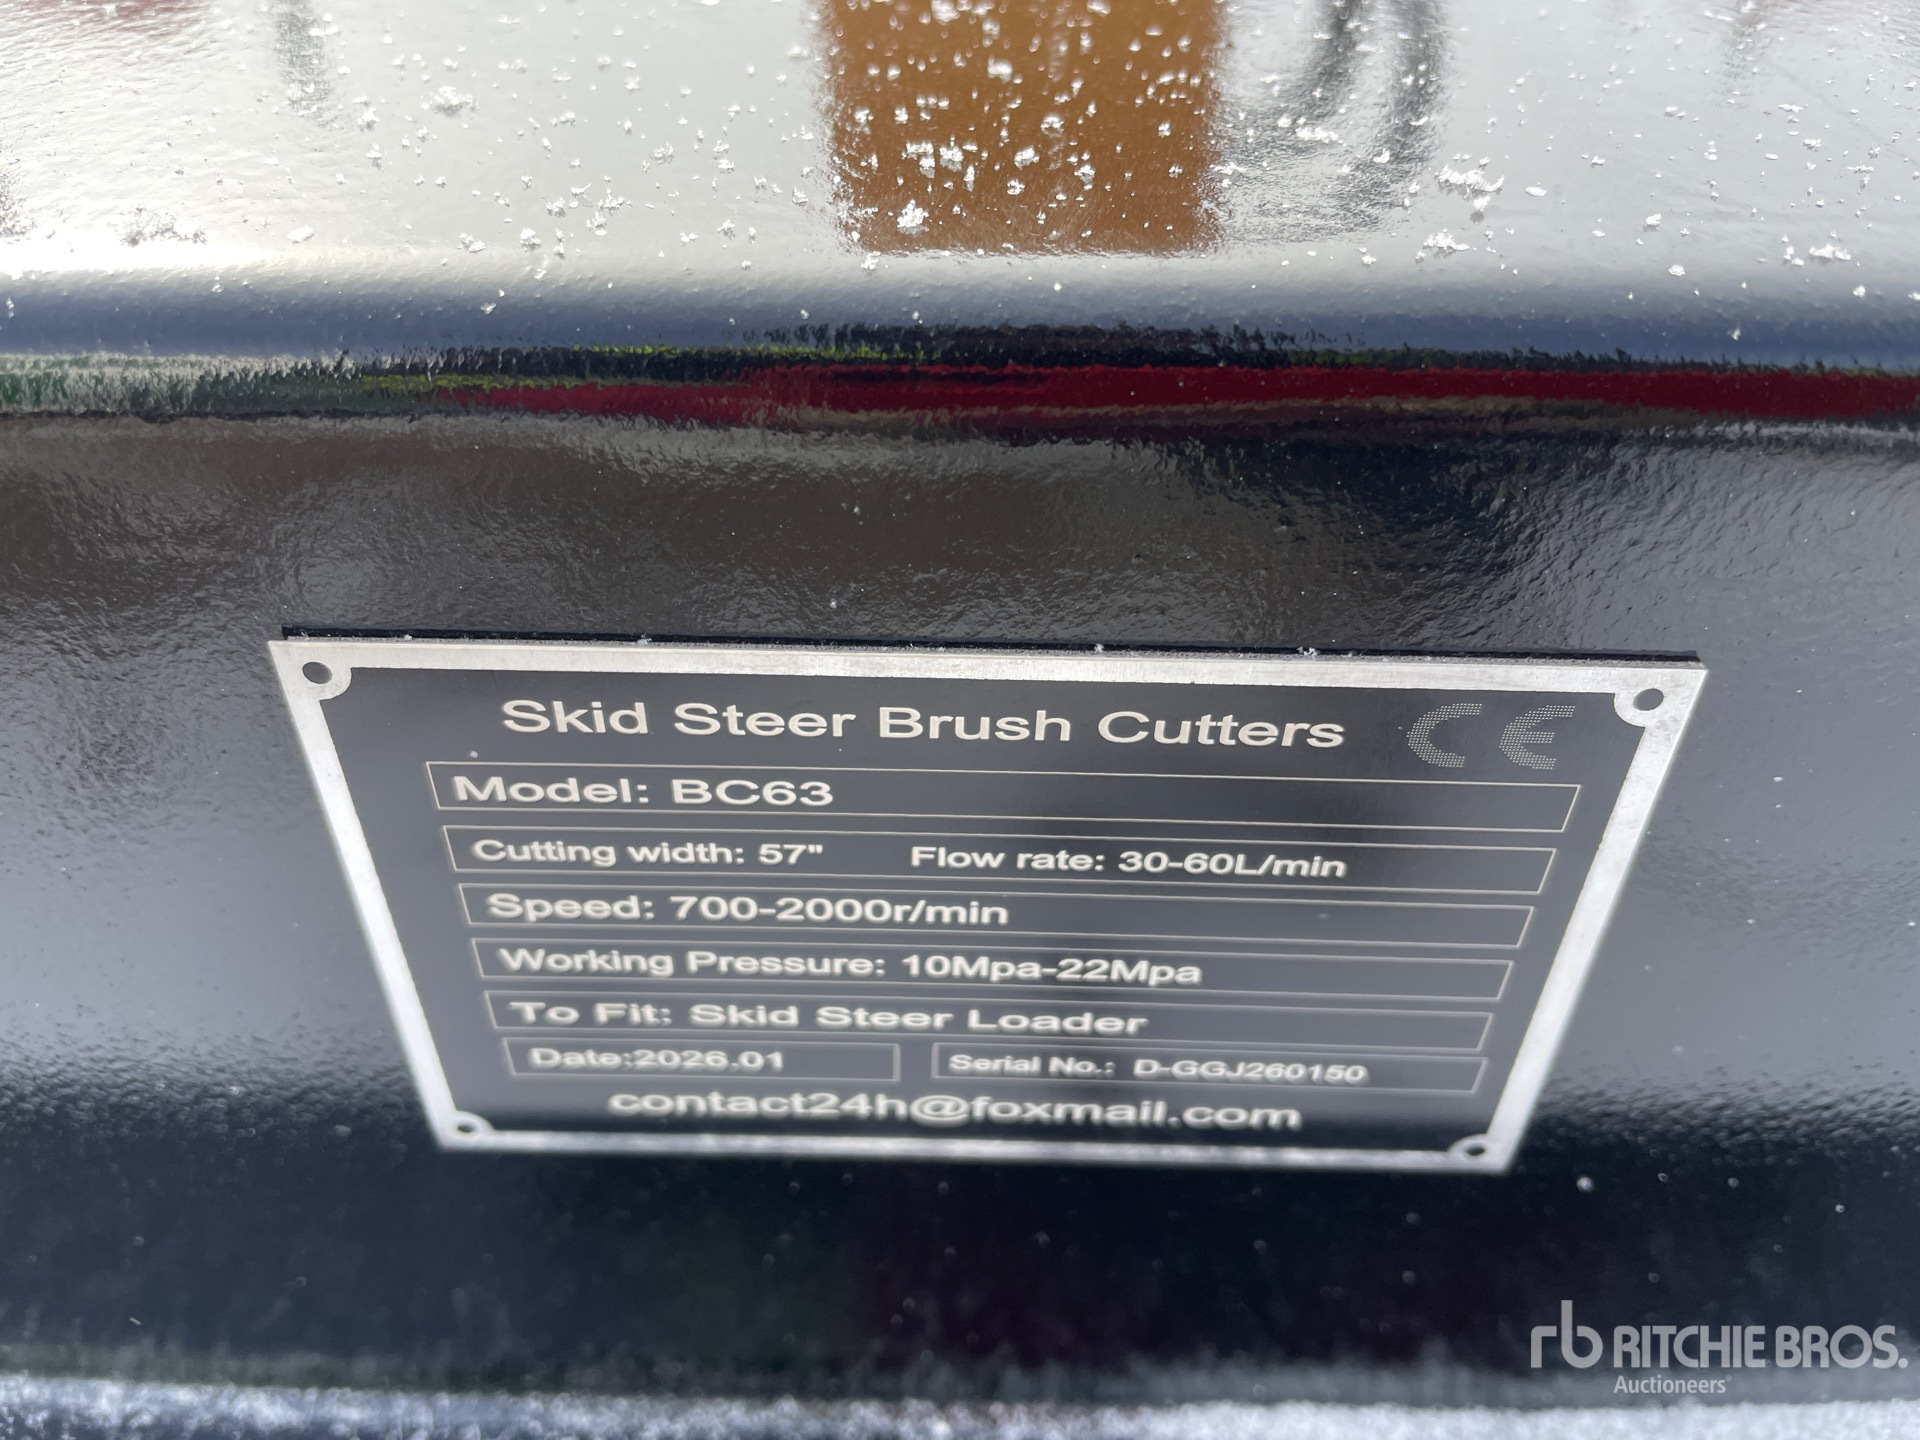 Skid Steer Brush Cutters CE
Model: BC63
Cutting width: 57" Flow rate: 30-60L/min
Speed: 700-2000r/min
Working Pressure: 10Mpa-22Mpa
To Fit: Skid Steer Loader
Date:2026.01 Serial No.: D-GGJ260150
contact24h@foxmail.com
rb RITCHIE BROS.
Auctioneers